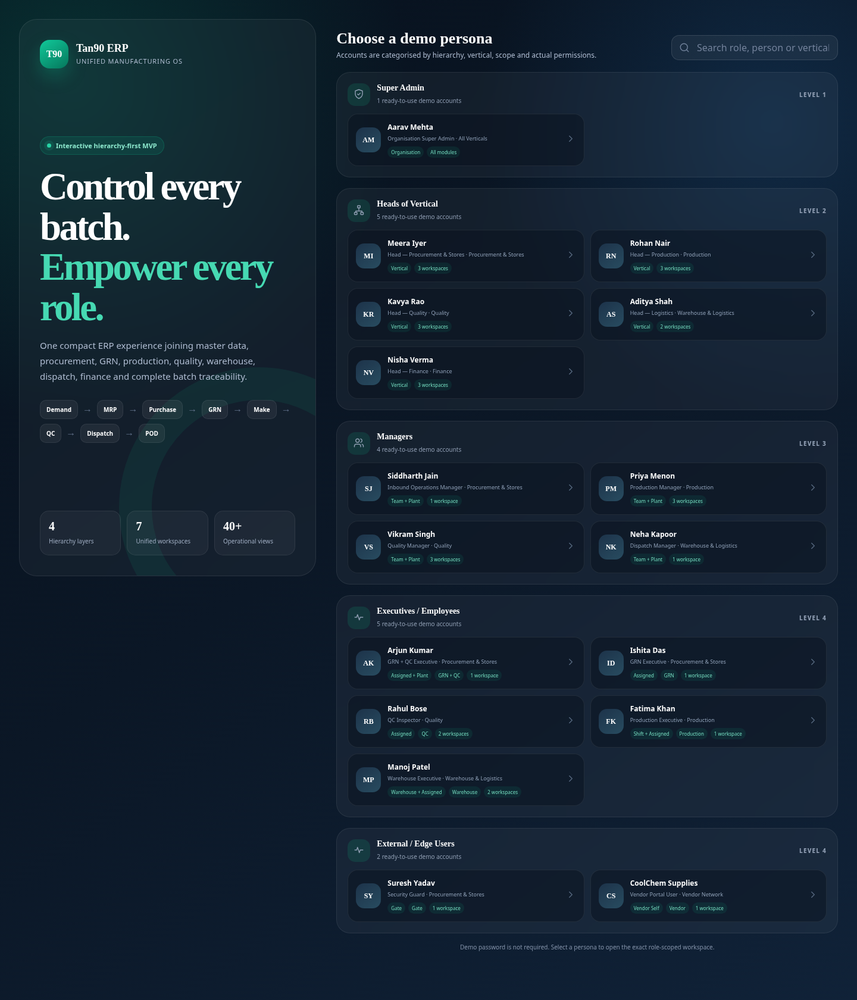 T90
Tan90 ERP
UNIFIED MANUFACTURING OS
Interactive hierarchy-first MVP
Control every
batch.
Empower every
role.
One compact ERP experience joining master data,
procurement, GRN, production, quality, warehouse,
dispatch, finance and complete batch traceability.
Demand → MRP → Purchase → GRN → Make →
QC → Dispatch → POD
4
Hierarchy layers
7
Unified workspaces
40+
Operational views
Choose a demo persona
Accounts are categorised by hierarchy, vertical, scope and actual permissions.
Search role, person or vertical
Super Admin
1 ready-to-use demo accounts
LEVEL 1
AM
Aarav Mehta
Organisation Super Admin · All Verticals
Organisation All modules
Heads of Vertical
5 ready-to-use demo accounts
LEVEL 2
MI
Meera Iyer
Head — Procurement & Stores · Procurement & Stores
Vertical 3 workspaces
RN
Rohan Nair
Head — Production · Production
Vertical 3 workspaces
KR
Kavya Rao
Head — Quality · Quality
Vertical 3 workspaces
AS
Aditya Shah
Head — Logistics · Warehouse & Logistics
Vertical 2 workspaces
NV
Nisha Verma
Head — Finance · Finance
Vertical 3 workspaces
Managers
4 ready-to-use demo accounts
LEVEL 3
SJ
Siddharth Jain
Inbound Operations Manager · Procurement & Stores
Team + Plant 1 workspace
PM
Priya Menon
Production Manager · Production
Team + Plant 3 workspaces
VS
Vikram Singh
Quality Manager · Quality
Team + Plant 3 workspaces
NK
Neha Kapoor
Dispatch Manager · Warehouse & Logistics
Team + Plant 1 workspace
Executives / Employees
5 ready-to-use demo accounts
LEVEL 4
AK
Arjun Kumar
GRN + QC Executive · Procurement & Stores
Assigned + Plant GRN + QC 1 workspace
ID
Ishita Das
GRN Executive · Procurement & Stores
Assigned GRN 1 workspace
RB
Rahul Bose
QC Inspector · Quality
Assigned QC 2 workspaces
FK
Fatima Khan
Production Executive · Production
Shift + Assigned Production 1 workspace
MP
Manoj Patel
Warehouse Executive · Warehouse & Logistics
Warehouse + Assigned Warehouse 2 workspaces
External / Edge Users
2 ready-to-use demo accounts
LEVEL 4
SY
Suresh Yadav
Security Guard · Procurement & Stores
Gate Gate 1 workspace
CS
CoolChem Supplies
Vendor Portal User · Vendor Network
Vendor Self Vendor 1 workspace
Demo password is not required. Select a persona to open the exact role-scoped workspace.